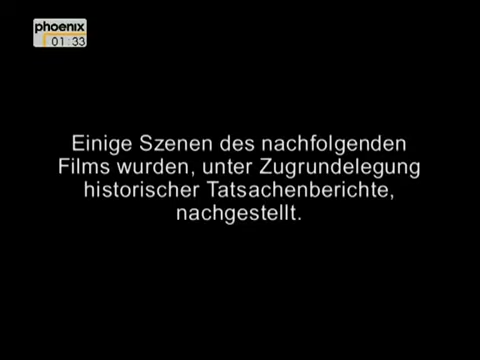 phoenix
01:33
Einige Szenen des nachfolgenden
Films wurden, unter Zugrundelegung
historischer Tatsachenberichte,
nachgestellt.